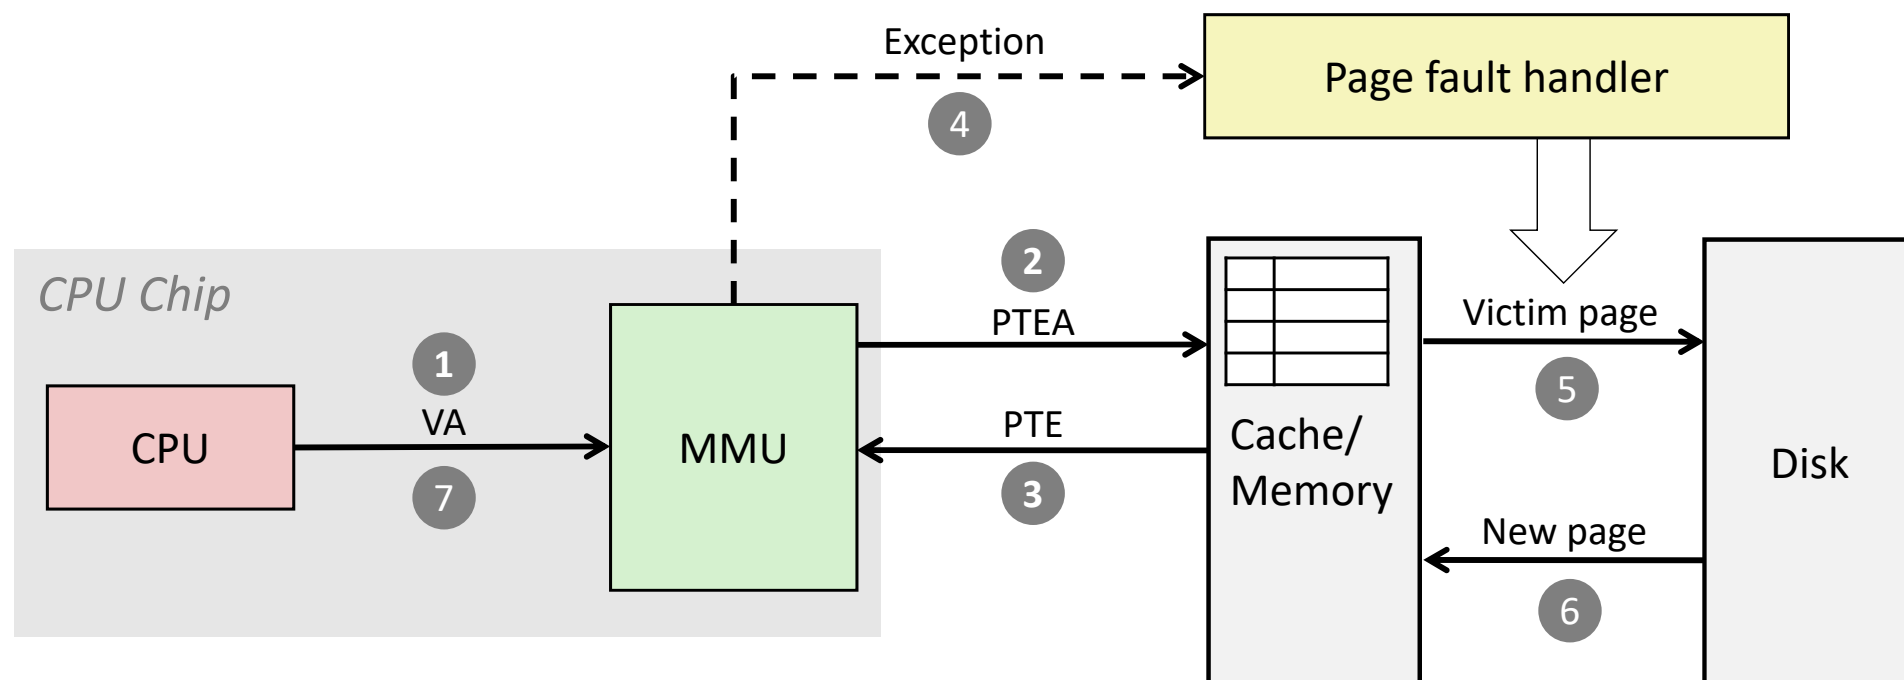 Exception
4
Page fault handler
CPU Chip
2
PTEA
1
VA
7
CPU
MMU
PTE
3
Cache/
Memory
Victim page
5
Disk
New page
6